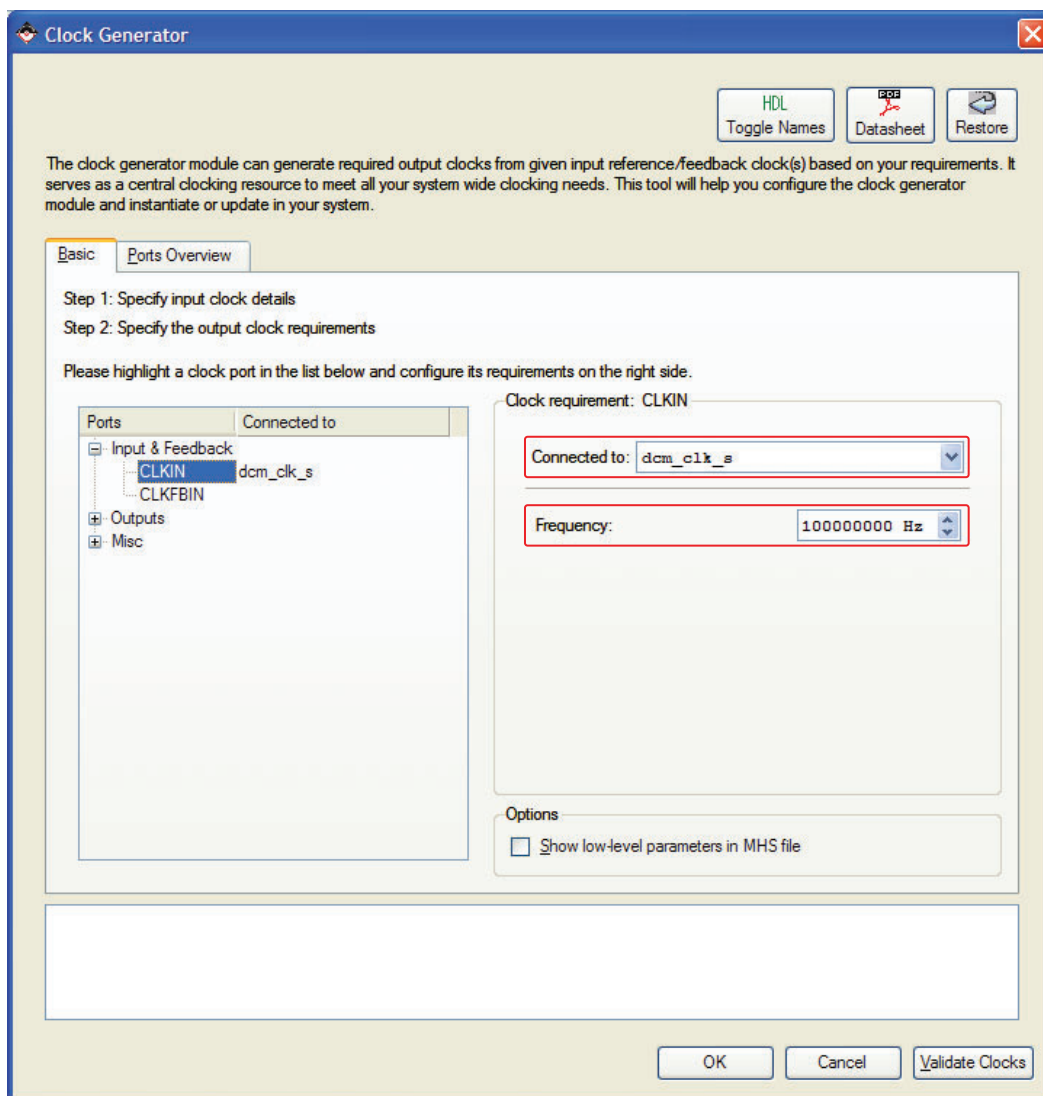 Clock Generator
HDL
Toggle Names
PDF
Datasheet
Restore
The clock generator module can generate required output clocks from given input reference/feedback clock(s) based on your requirements. It
serves as a central clocking resource to meet all your system wide clocking needs. This tool will help you configure the clock generator
module and instantiate or update in your system.
Basic
Ports Overview
Step 1: Specify input clock details
Step 2: Specify the output clock requirements
Please highlight a clock port in the list below and configure its requirements on the right side.
Ports Connected to
Input & Feedback
CLKIN dcm_clk_s
CLKFBIN
Outputs
Misc
Clock requirement: CLKIN
Connected to: dcm_clk_s
Frequency: 100000000 Hz
Options
Show low-level parameters in MHS file
OK
Cancel
Validate Clocks